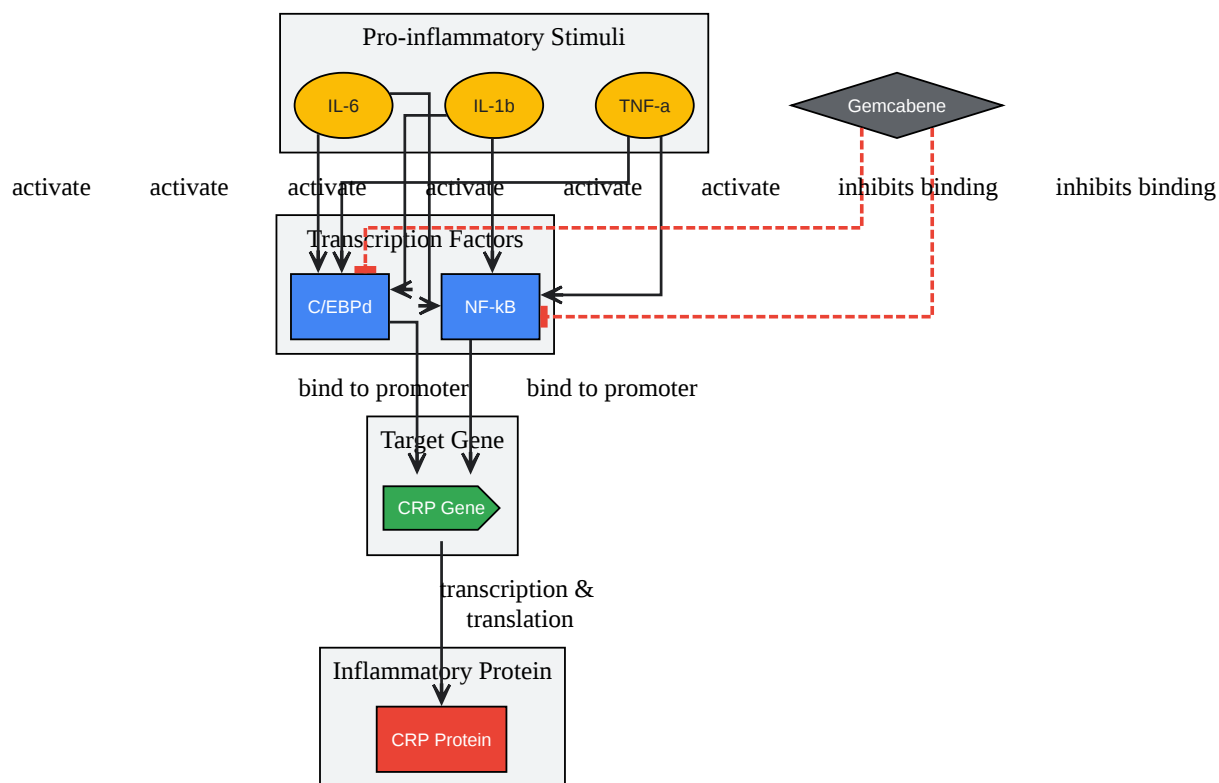 Pro-inflammatory Stimuli
IL-6
IL-1b
TNF-a
Gemcabene
activate
activate
activate
activate
activate
activate
inhibits binding
inhibits binding
Transcription Factors
C/EBPd
NF-kB
bind to promoter
bind to promoter
Target Gene
CRP Gene
transcription &
translation
Inflammatory Protein
CRP Protein